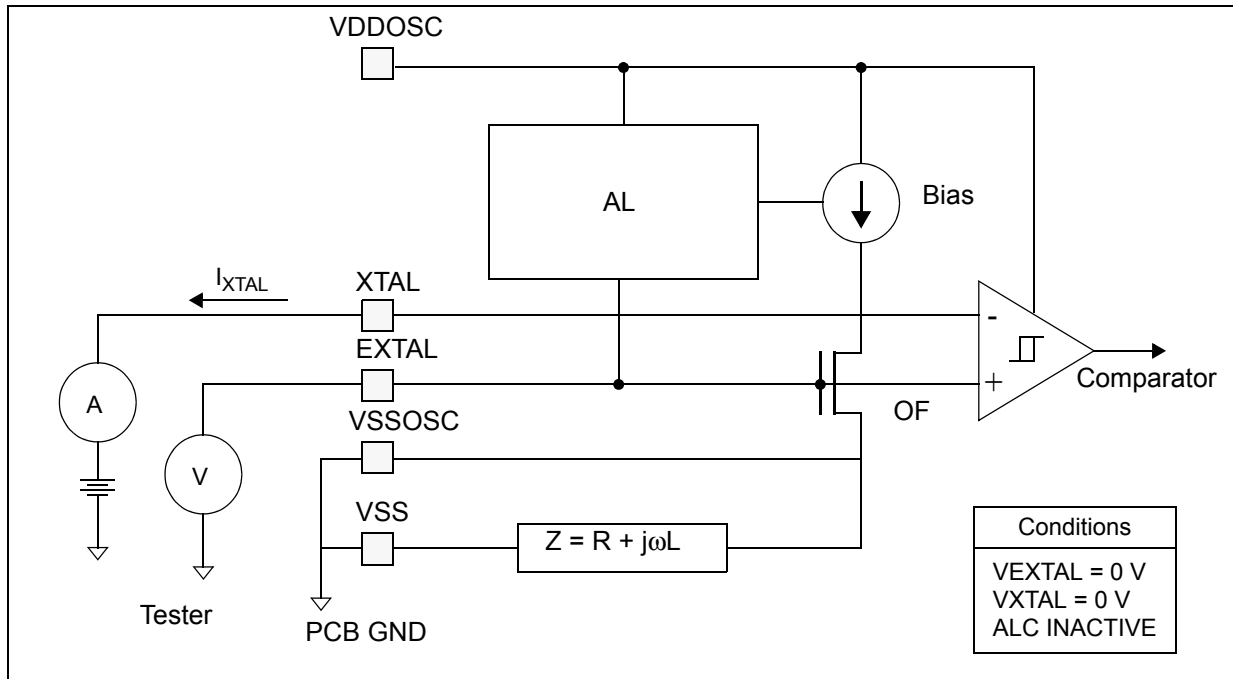 VDDOSC
AL
Bias
I_XTAL
XTAL
EXTAL
VSSOSC
VSS
A
V
-
+
Comparator
OF
Z = R + jωL
Tester
PCB GND
Conditions
VEXTAL = 0 V
VXTAL = 0 V
ALC INACTIVE